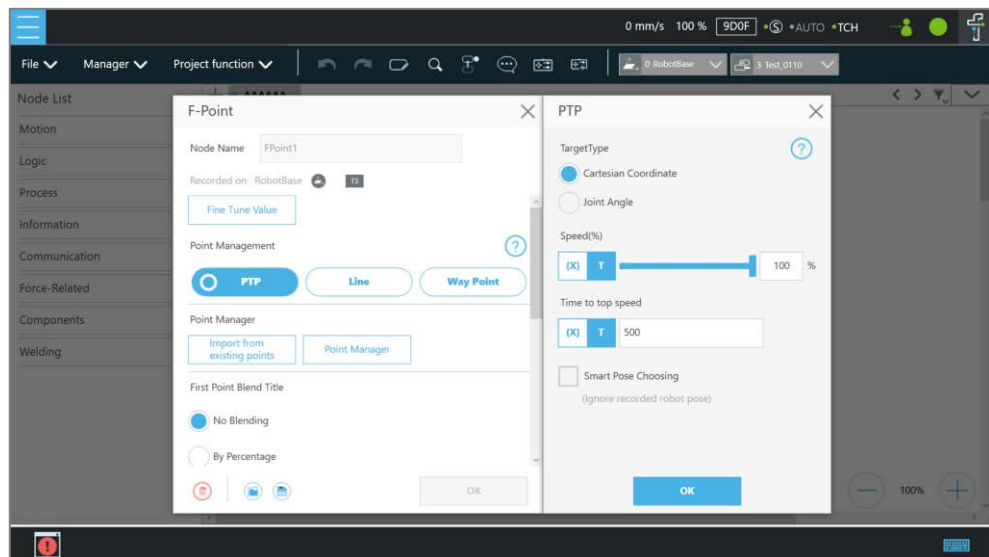 0 mm/s 100 % 9D0F •Ⓢ •AUTO •TCH
File Manager Project function 0 RobotBase 3 Test_0110
Node List
Motion
Logic
Process
Information
Communication
Force-Related
Components
Welding
F-Point
Node Name FPoint1
Recorded on RobotBase T3
Fine Tune Value
Point Management ?
PTP Line Way Point
Point Manager
Import from
existing points
Point Manager
First Point Blend Title
No Blending
By Percentage
OK
PTP
TargetType ?
Cartesian Coordinate
Joint Angle
Speed(%)
(X) T 100 %
Time to top speed
(X) T 500
Smart Pose Choosing
(Ignore recorded robot pose)
OK
100%